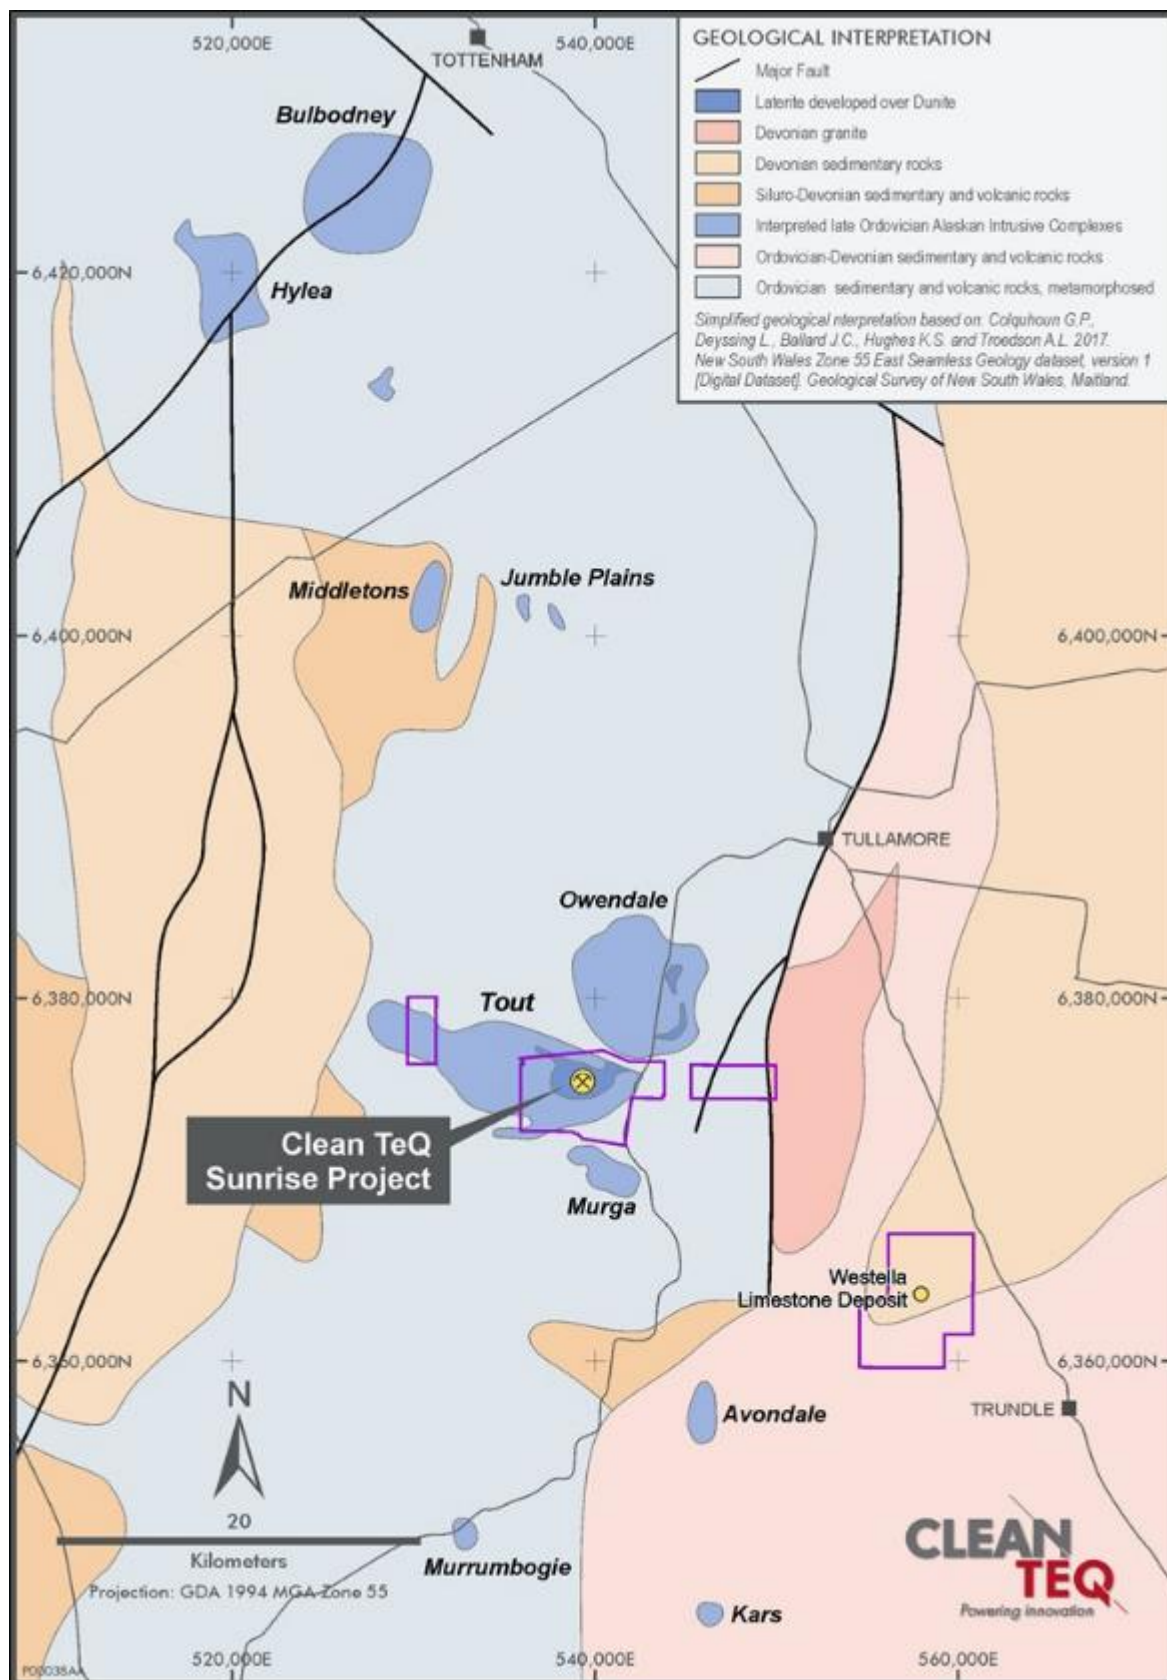 520,000E
540,000E
TOTTENHAM
GEOLOGICAL INTERPRETATION
Major Fault
Laterite developed over Dunite
Devonian granite
Devonian sedimentary rocks
Siluro-Devonian sedimentary and volcanic rocks
Interpreted late Ordovician Alaskan Intrusive Complexes
Ordovician-Devonian sedimentary and volcanic rocks
Ordovician sedimentary and volcanic rocks, metamorphosed
Simplified geological nterpretation based on: Colquhoun G.P.,
Deyssing L., Ballard J.C., Hughes K.S. and Troedson A.L. 2017.
New South Wales Zone 55 East Seamless Geology dataset, version 1
[Digital Dataset]. Geological Survey of New South Wales, Maitland.
Bulbodney
6,420,000N
Hylea
Middletons
Jumble Plains
6,400,000N
6,400,000N
TULLAMORE
Owendale
6,380,000N
Tout
6,380,000N
Clean TeQ
Sunrise Project
Murga
Westella
Limestone Deposit
6,360,000N
6,360,000N
N
Avondale
TRUNDLE
20
Kilometers
Projection: GDA 1994 MGA Zone 55
Murrumbogie
CLEAN
TEQ
Powering innovation
Kars
520,000E
540,000E
560,000E